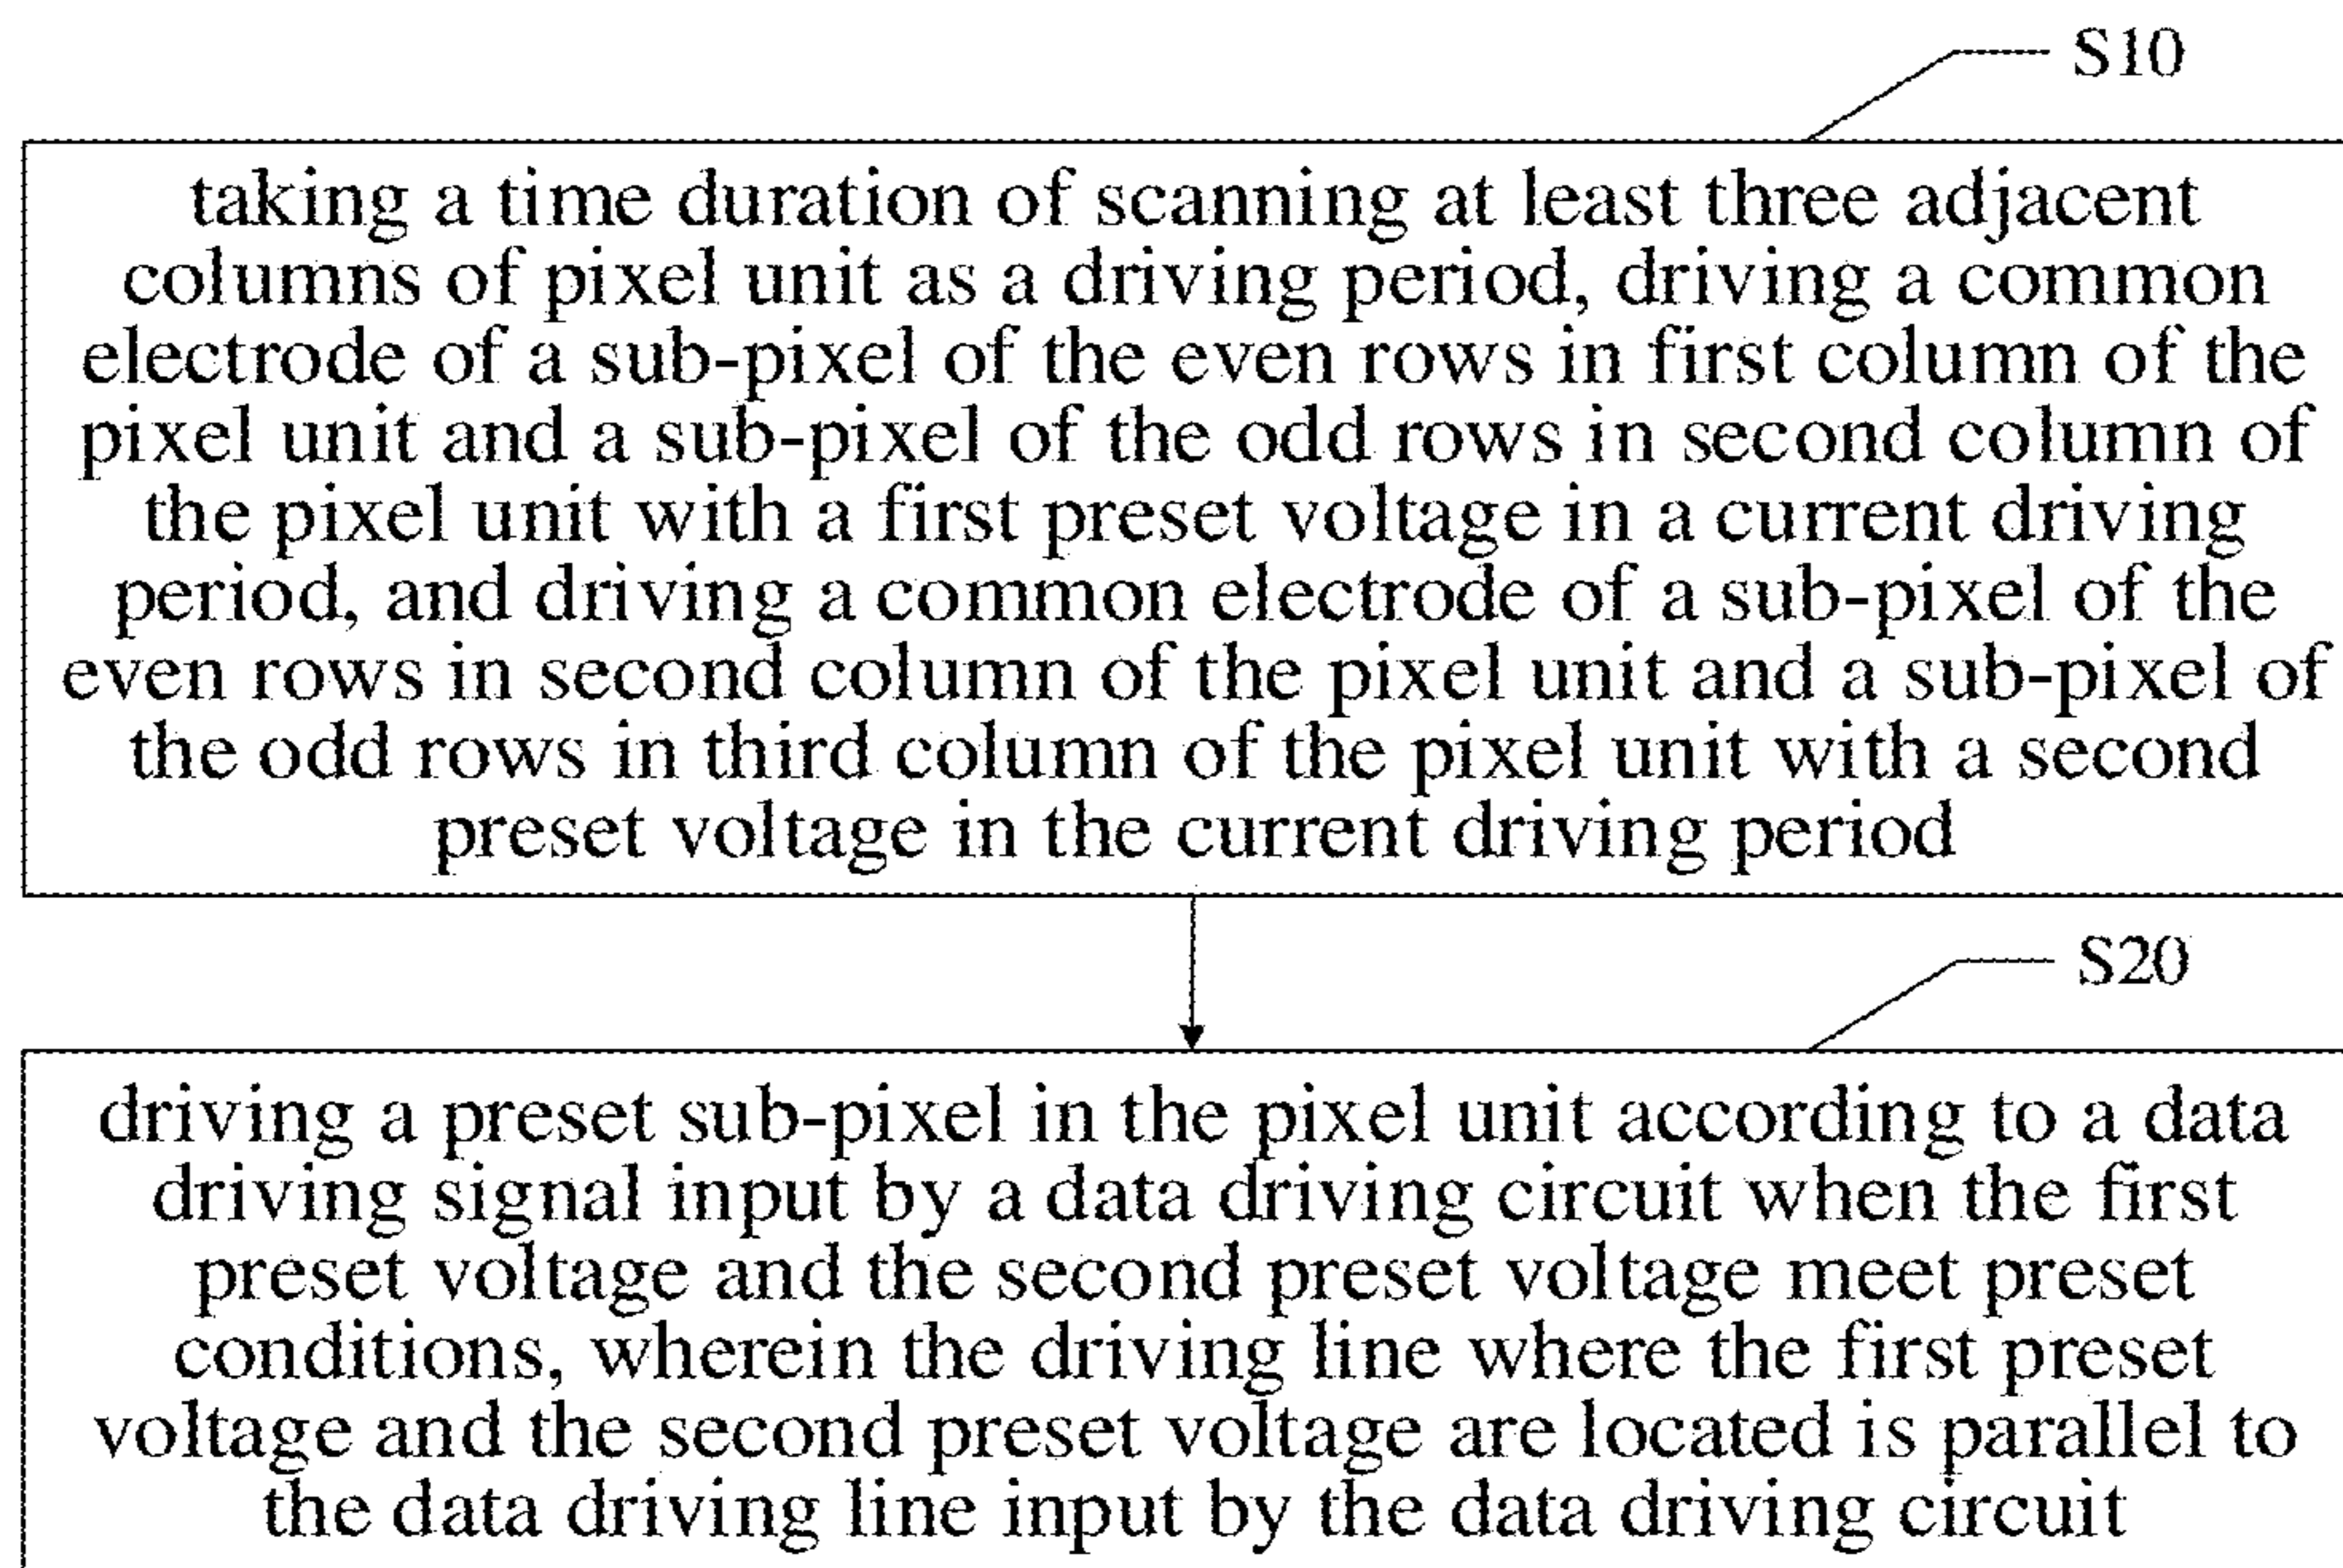 S10
taking a time duration of scanning at least three adjacent
columns of pixel unit as a driving period, driving a common
electrode of a sub-pixel of the even rows in first column of the
pixel unit and a sub-pixel of the odd rows in second column of
the pixel unit with a first preset voltage in a current driving
period, and driving a common electrode of a sub-pixel of the
even rows in second column of the pixel unit and a sub-pixel of
the odd rows in third column of the pixel unit with a second
preset voltage in the current driving period
S20
driving a preset sub-pixel in the pixel unit according to a data
driving signal input by a data driving circuit when the first
preset voltage and the second preset voltage meet preset
conditions, wherein the driving line where the first preset
voltage and the second preset voltage are located is parallel to
the data driving line input by the data driving circuit